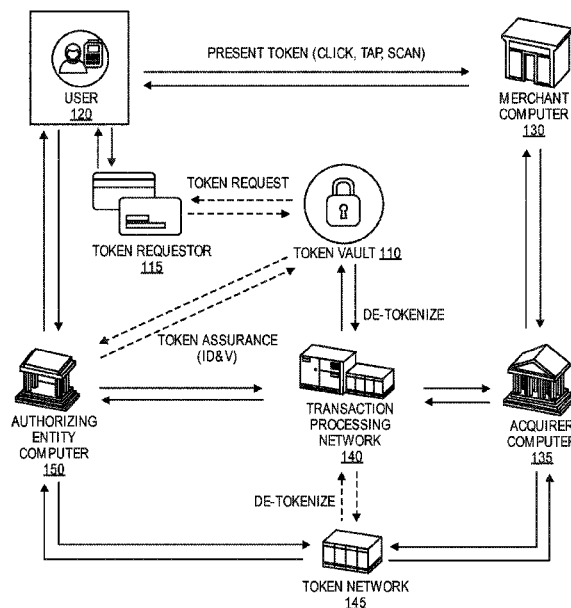 PRESENT TOKEN (CLICK, TAP, SCAN)
USER
120
MERCHANT
COMPUTER
130
TOKEN REQUEST
TOKEN REQUESTOR
115
TOKEN VAULT 110
DE-TOKENIZE
TOKEN ASSURANCE
(ID&V)
AUTHORIZING
ENTITY
COMPUTER
150
TRANSACTION
PROCESSING
NETWORK
140
ACQUIRER
COMPUTER
135
DE-TOKENIZE
TOKEN NETWORK
145